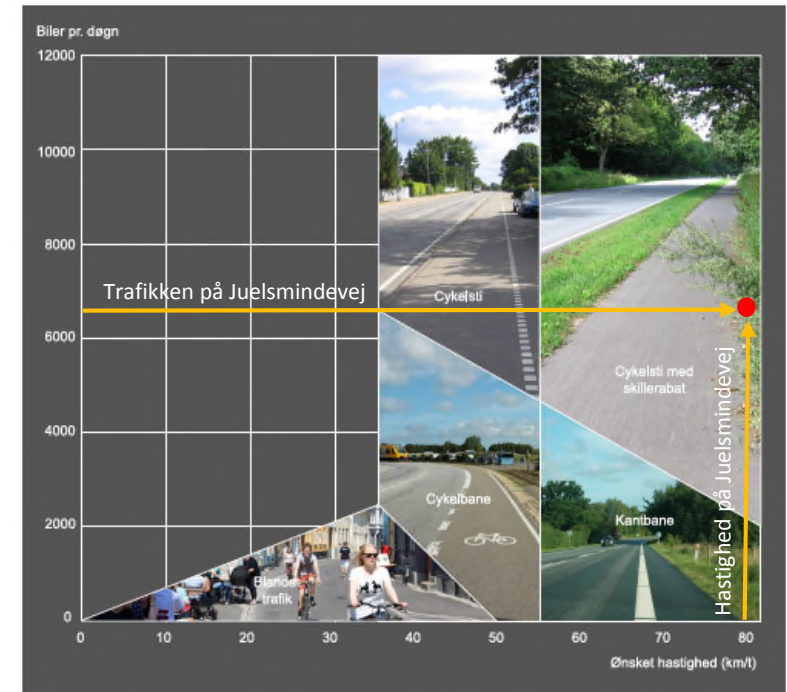 Biler pr. døgn
12000
10000
8000
Trafikken på Juelsmindevej
Cykelsti
6000
Cykelsti med
skillerabat
Hastighed på Juelsmindevej
4000
Cykelbane
Kantbane
2000
Blandet
trafik
0
0 10 20 30 40 50 60 70 80
Ønsket hastighed (km/t)